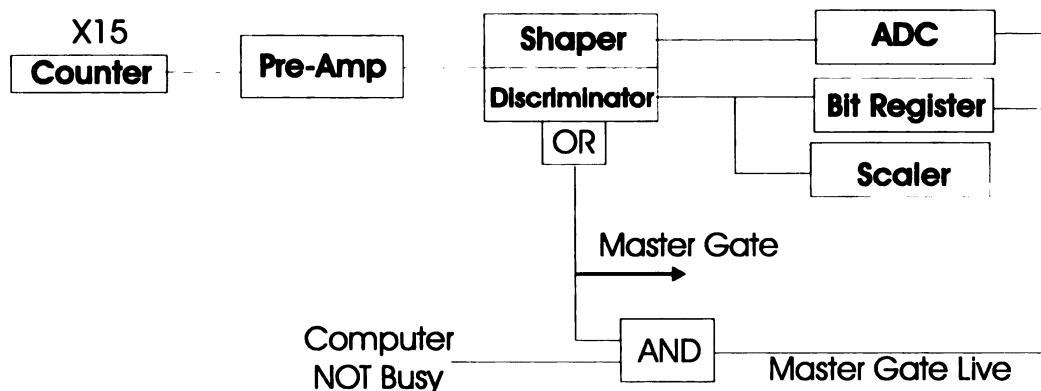 X15
Counter
Pre-Amp
Shaper
Discriminator
OR
ADC
Bit Register
Scaler
Master Gate
Computer
NOT Busy
AND
Master Gate Live